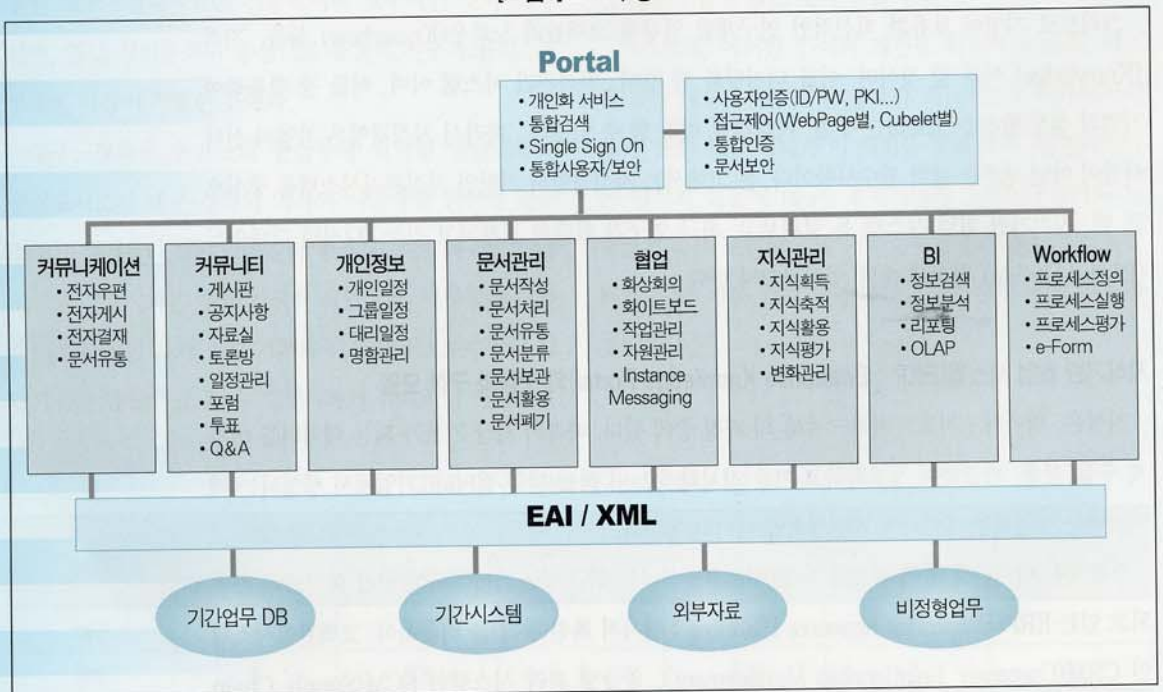 Portal
• 개인화 서비스
• 통합검색
• Single Sign On
• 통합사용자/보안
• 사용자인증(ID/PW, PKI...)
• 접근제어(WebPage별, Cubelet별)
• 통합인증
• 문서보안
커뮤니케이션
• 전자우편
• 전자게시
• 전자결재
• 문서유통
커뮤니티
• 게시판
• 공지사항
• 자료실
• 토론방
• 일정관리
• 포럼
• 투표
• Q&A
개인정보
• 개인일정
• 그룹일정
• 대리일정
• 명함관리
문서관리
• 문서작성
• 문서처리
• 문서유통
• 문서분류
• 문서보관
• 문서활용
• 문서폐기
협업
• 화상회의
• 화이트보드
• 작업관리
• 자원관리
• Instance
Messaging
지식관리
• 지식획득
• 지식축적
• 지식활용
• 지식평가
• 변화관리
BI
• 정보검색
• 정보분석
• 리포팅
• OLAP
Workflow
• 프로세스정의
• 프로세스실행
• 프로세스평가
• e-Form
EAI / XML
기간업무 DB
기간시스템
외부자료
비정형업무